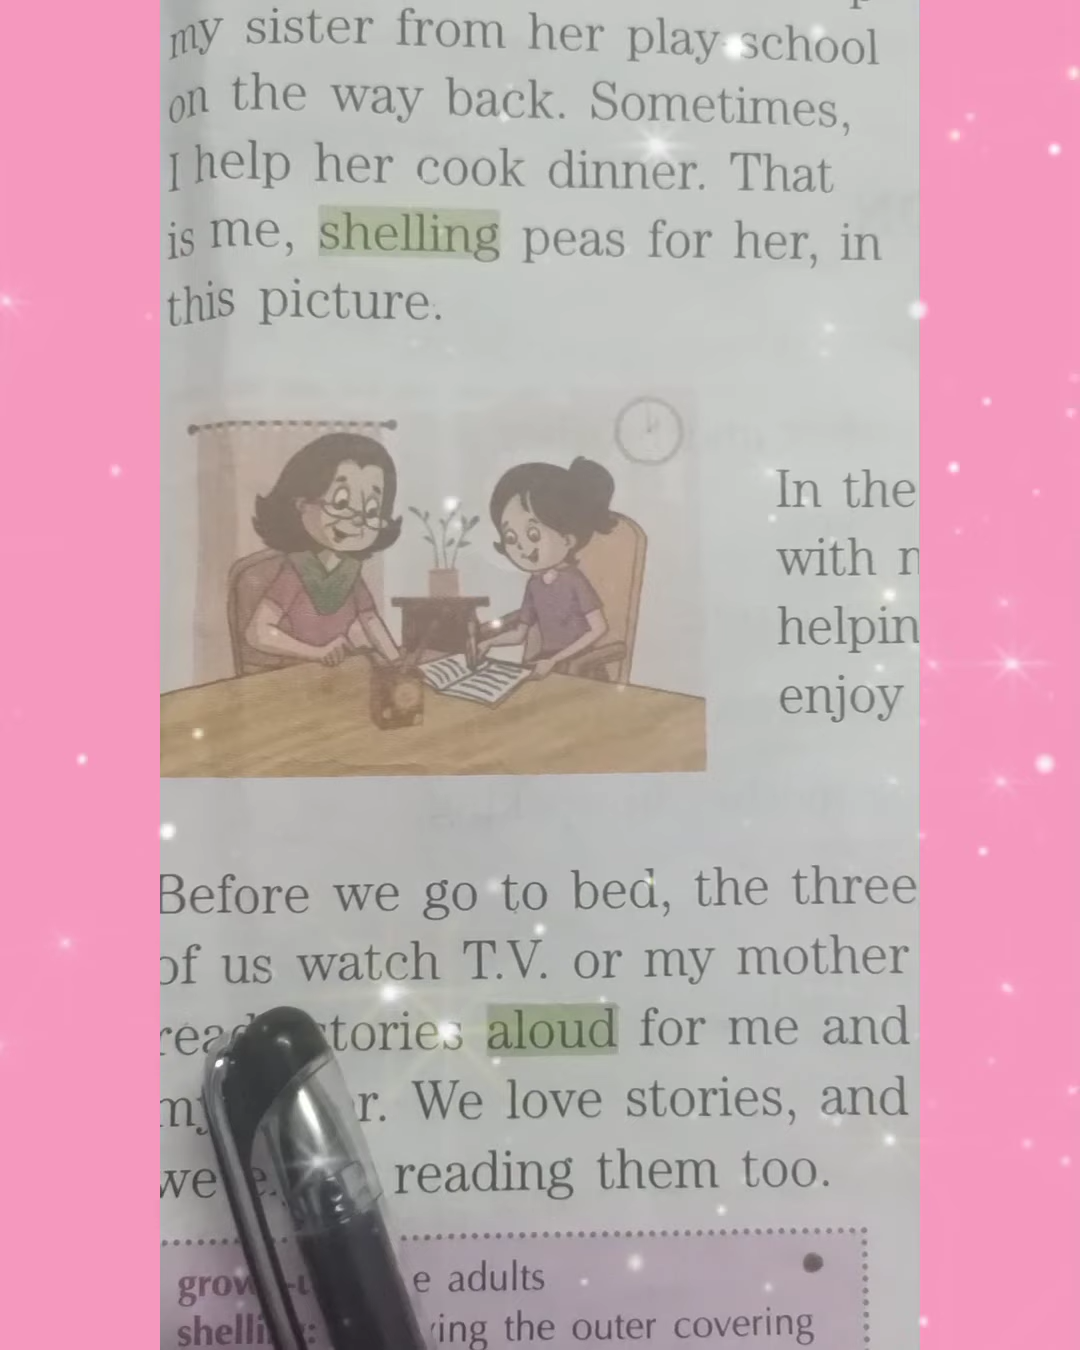 my sister from her play school
on the way back. Sometimes,
I help her cook dinner. That
is me, shelling peas for her, in
this picture.
In the
with
helpin
enjoy
Before we go to bed, the three
of us watch T.V. or my mother
stories aloud for me and
We love stories, and
we reading them too.
adults
the outer covering